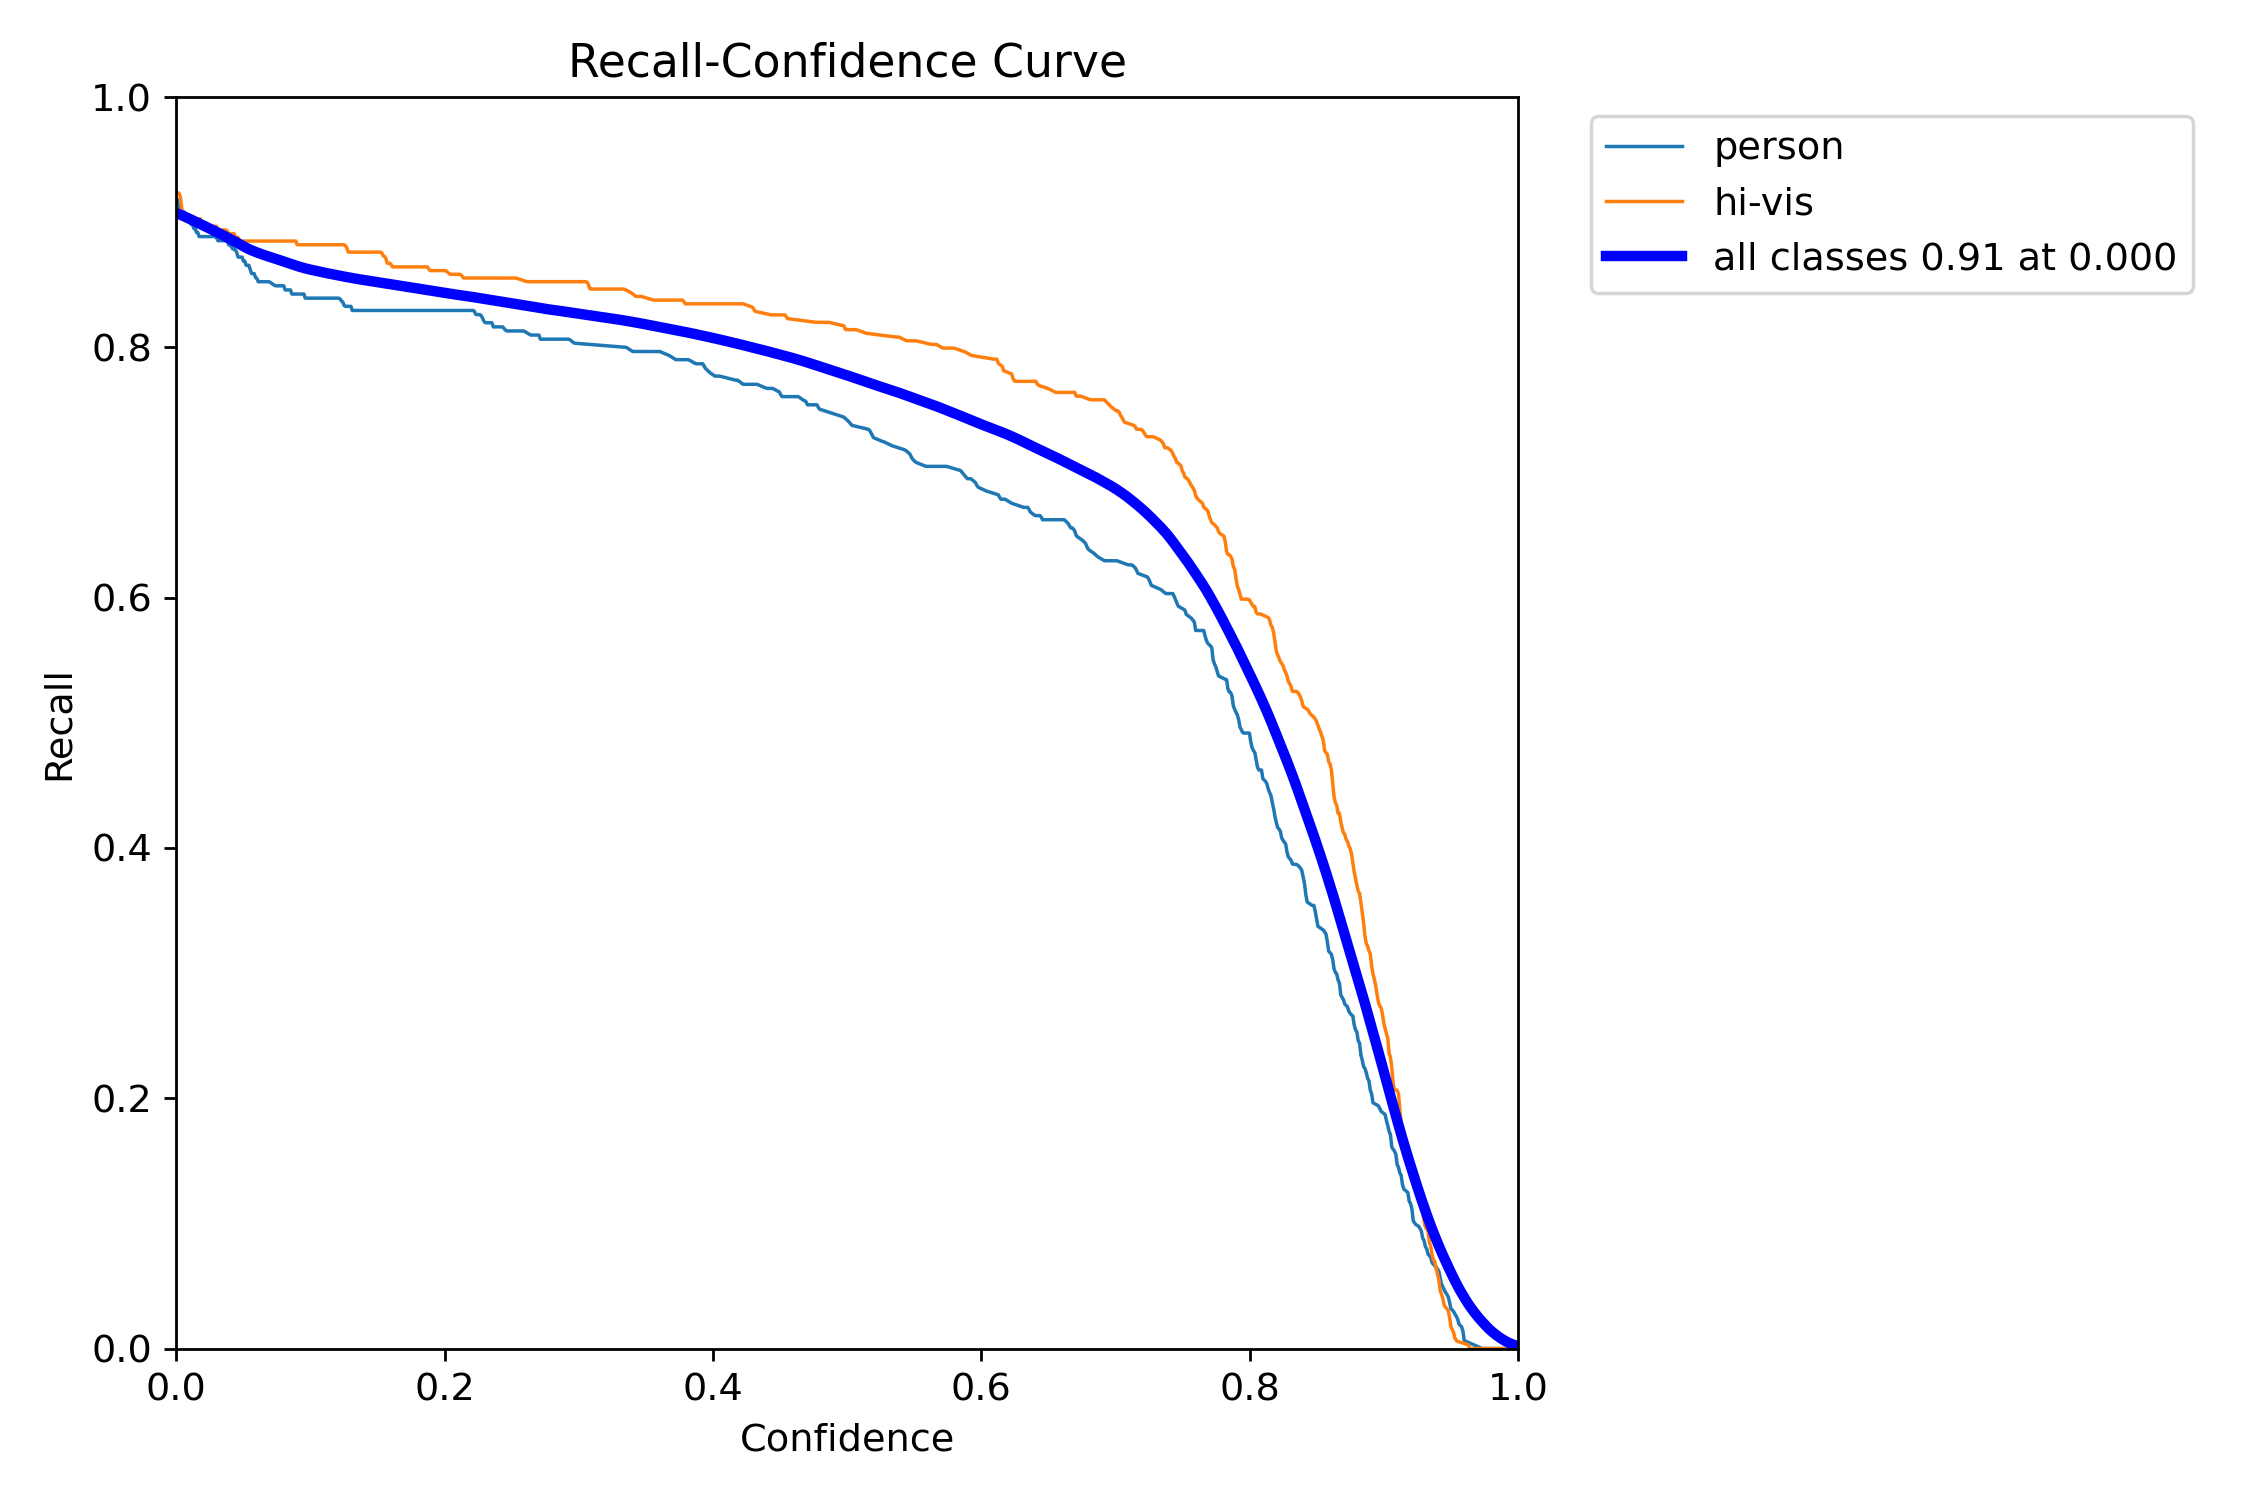 Recall-Confidence Curve
1.0
0.8
0.6
0.4
0.2
0.0
Recall
0.0 0.2 0.4 0.6 0.8 1.0
Confidence
person
hi-vis
all classes 0.91 at 0.000